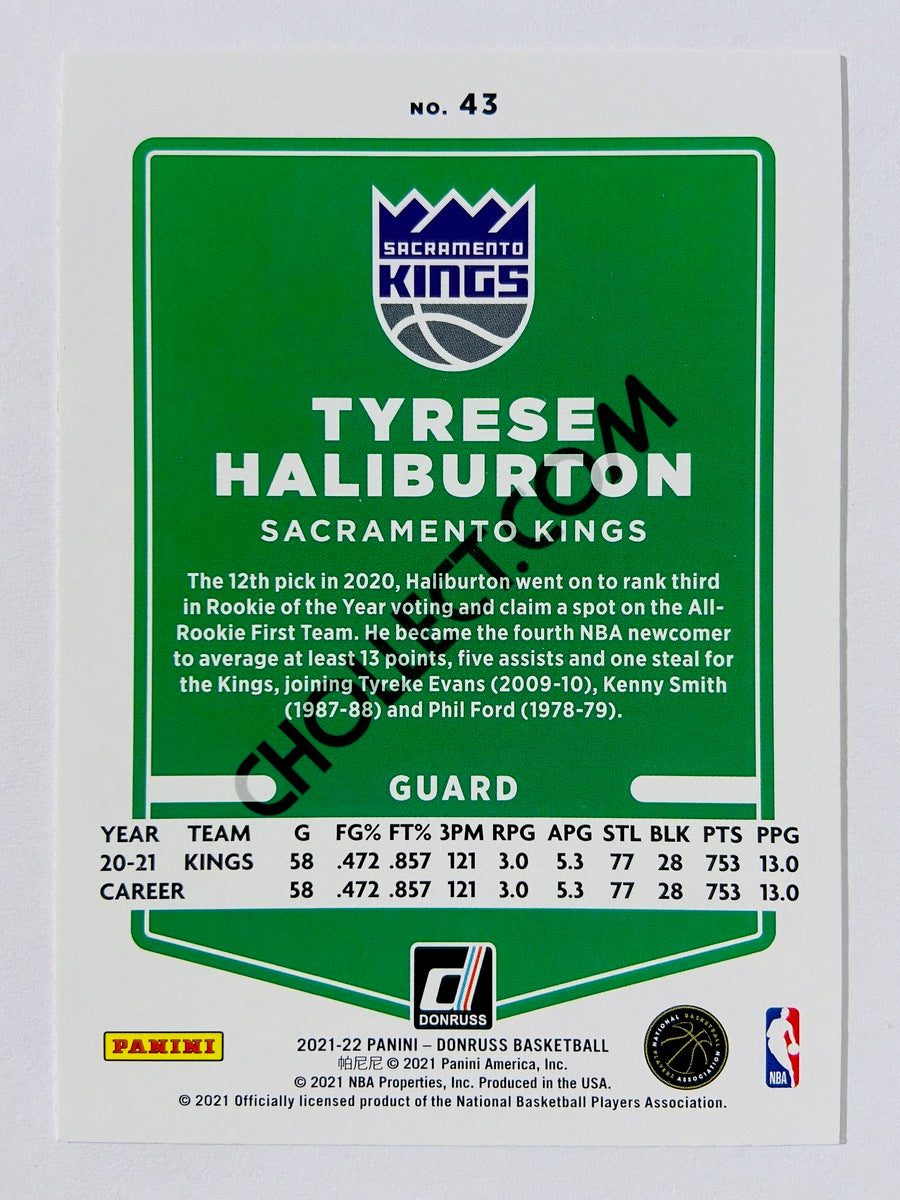 NO. 43
SACRAMENTO
KINGS
TYRESE
HALIBURTON
SACRAMENTO KINGS
The 12th pick in 2020, Haliburton went on to rank third
in Rookie of the Year voting and claim a spot on the All-
Rookie First Team. He became the fourth NBA newcomer
to average at least 13 points, five assists and one steal for
the Kings, joining Tyreke Evans (2009-10), Kenny Smith
(1987-88) and Phil Ford (1978-79).
CHOLLECT.COM
GUARD
YEAR TEAM G FG% FT% 3PM RPG APG STL BLK PTS PPG
20-21 KINGS 58 .472 .857 121 3.0 5.3 77 28 753 13.0
CAREER 58 .472 .857 121 3.0 5.3 77 28 753 13.0
d
DONRUSS
PANINI
2021-22 PANINI – DONRUSS BASKETBALL
帕尼尼 © 2021 Panini America, Inc.
© 2021 NBA Properties, Inc. Produced in the USA.
© 2021 Officially licensed product of the National Basketball Players Association.
NATIONAL BASKETBALL PLAYERS ASSOCIATION
NBA